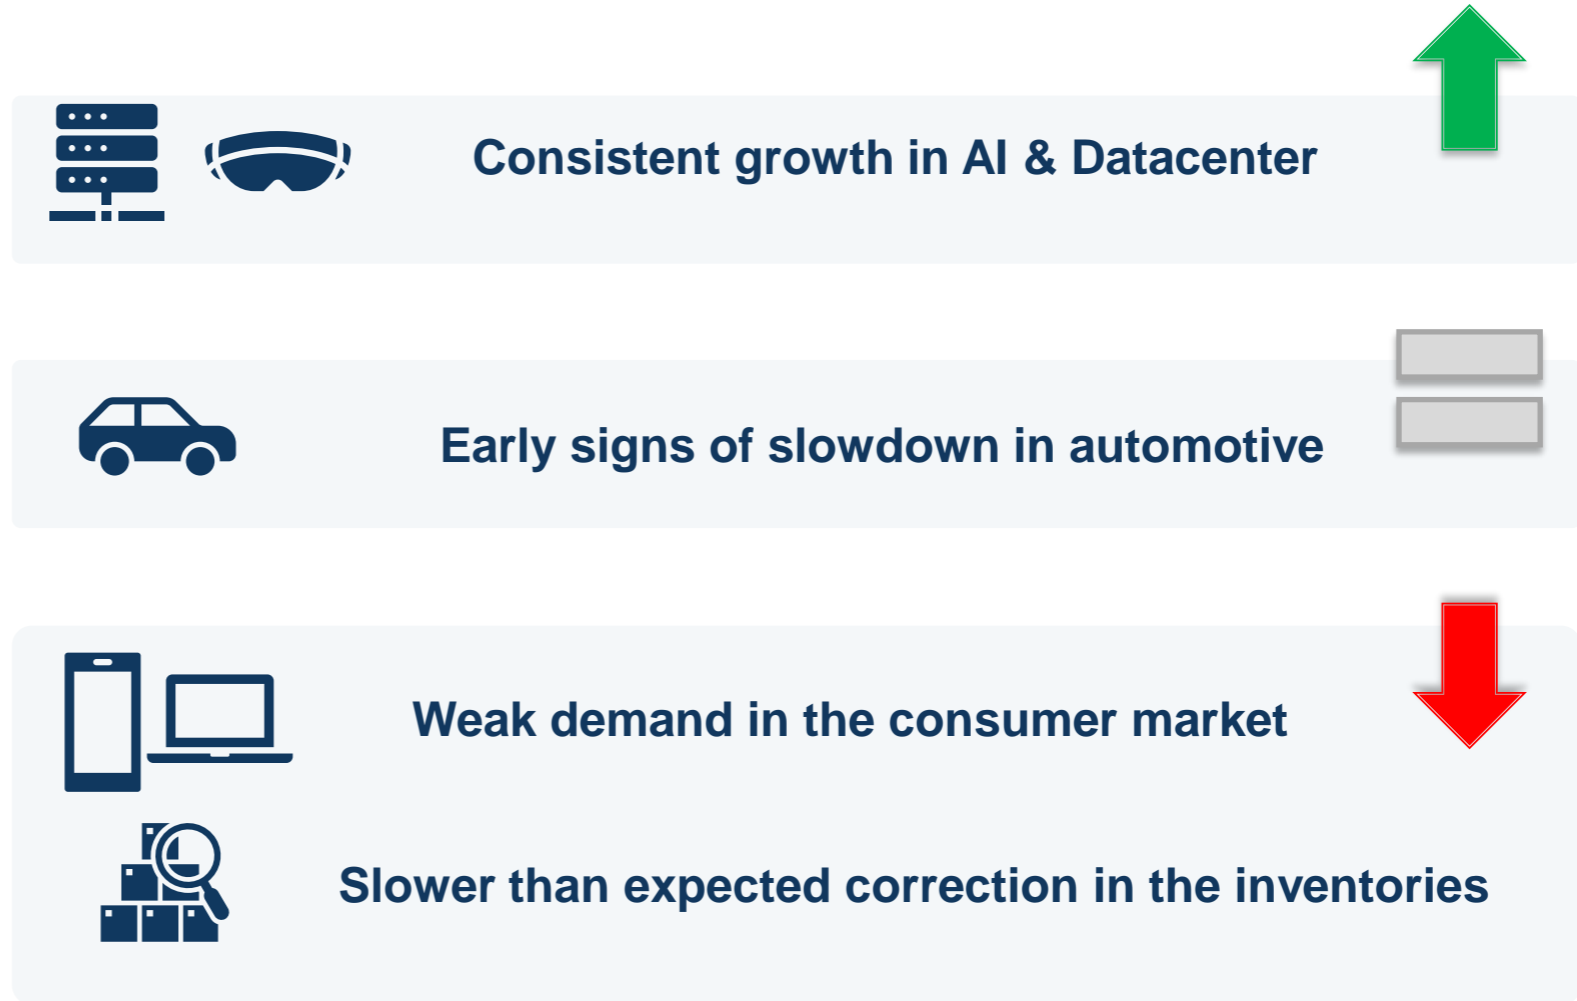 Consistent growth in AI & Datacenter
Early signs of slowdown in automotive
Weak demand in the consumer market
Slower than expected correction in the inventories